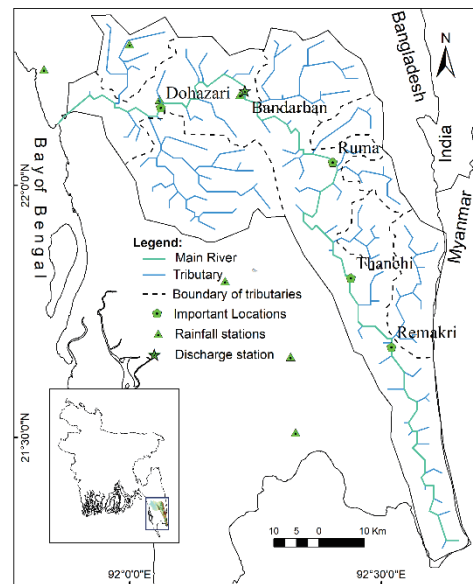 N
Bangladesh
India
Myanmar
Bay of Bengal
22°0'0"N
21°30'0"N
Dohazari
Bandarban
Ruma
Thanchi
Remakri
Legend:
Main River
Tributary
Boundary of tributaries
Important Locations
Rainfall stations
Discharge station
10 5 0 10 Km
92°0'0"E
92°30'0"E